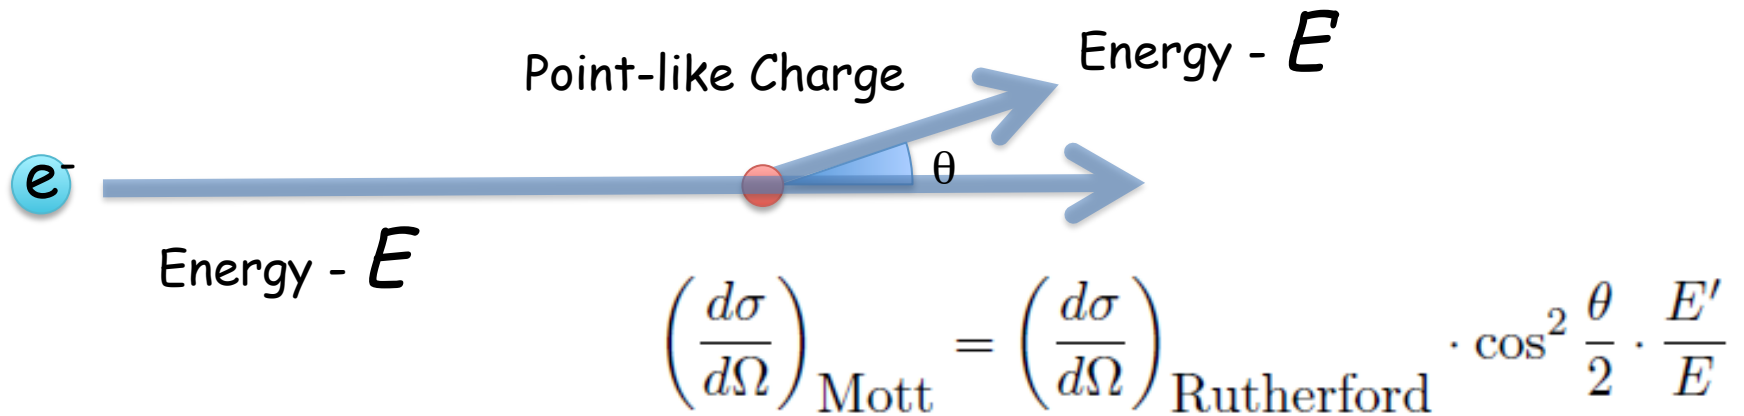 Energy - E
Point-like Charge
e⁻
θ
Energy - E
(dσ/dΩ)Mott = (dσ/dΩ)Rutherford · cos² θ/2 · E′/E